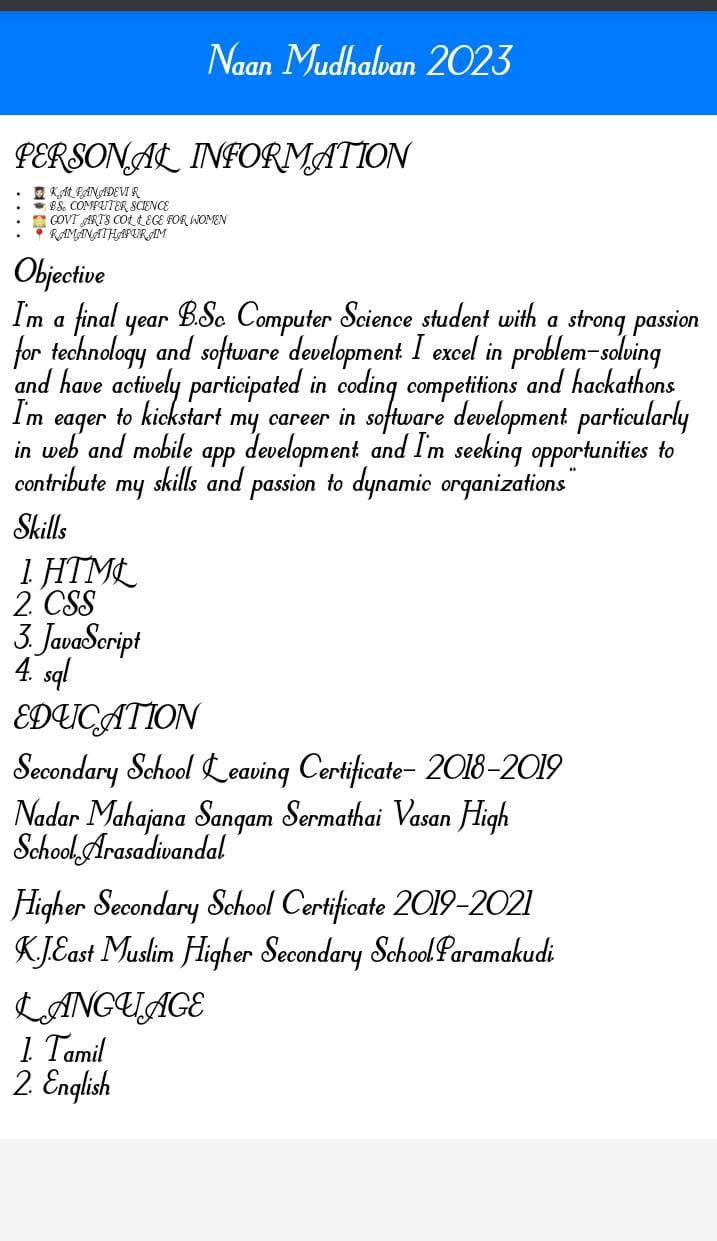 Naan Mudhalvan 2023
PERSONAL INFORMATION
• 👩🏻‍🎓 KALPANADEVI R
• 🎓 B.Sc. COMPUTER SCIENCE
• 🏫 GOVT ARTS COLLEGE FOR WOMEN
• 📍 RAMANATHAPURAM
Objective
I'm a final year B.Sc. Computer Science student with a strong passion
for technology and software development. I excel in problem-solving
and have actively participated in coding competitions and hackathons.
I'm eager to kickstart my career in software development, particularly
in web and mobile app development, and I'm seeking opportunities to
contribute my skills and passion to dynamic organizations."
Skills
1. HTML
2. CSS
3. JavaScript
4. sql
EDUCATION
Secondary School Leaving Certificate- 2018-2019
Nadar Mahajana Sangam Sermathai Vasan High
School,Arasadivandal.
Higher Secondary School Certificate 2019-2021
K.J.East Muslim Higher Secondary School,Paramakudi.
LANGUAGE
1. Tamil
2. English